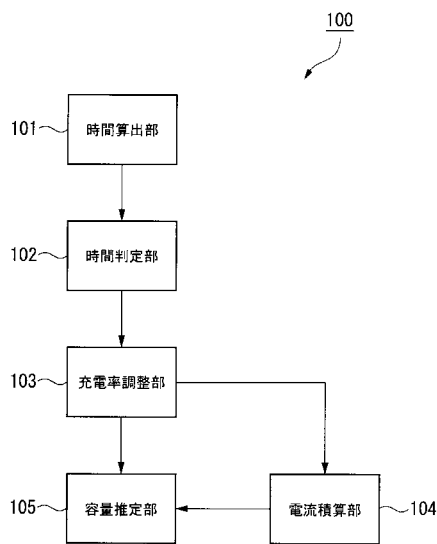 100
101
時間算出部
102
時間判定部
103
充電率調整部
105
容量推定部
電流積算部
104